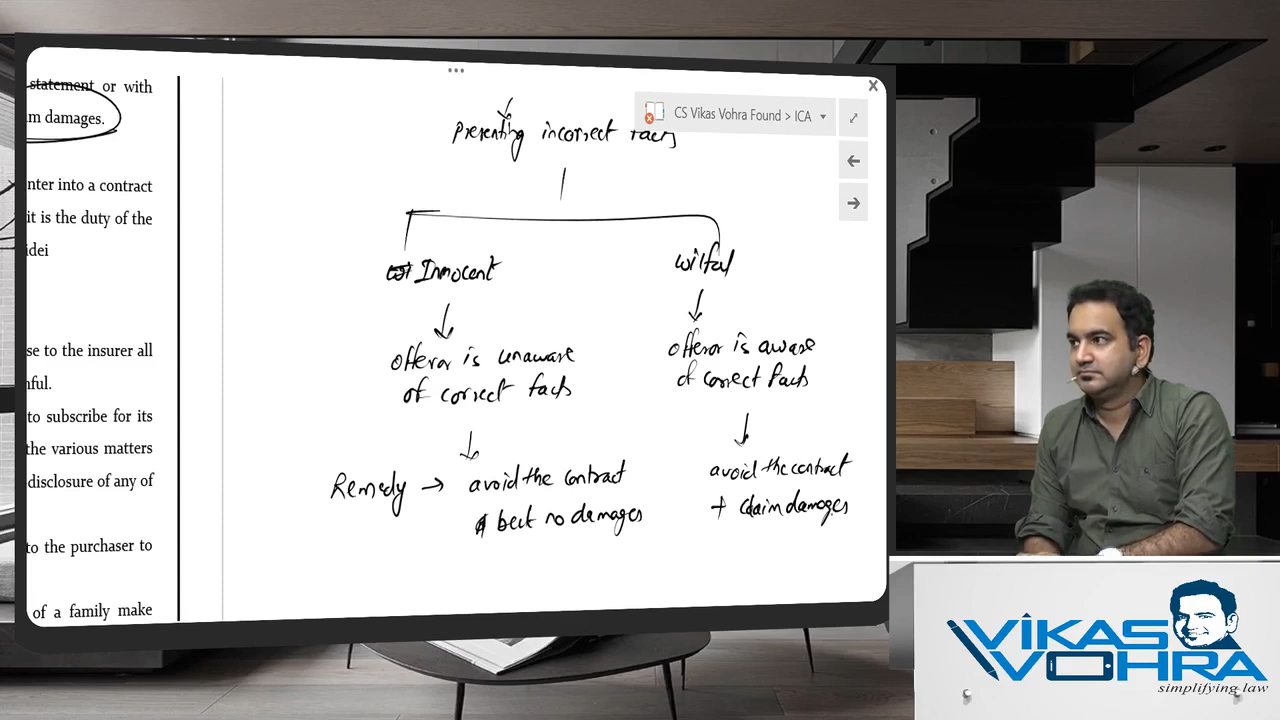 statement or with
m damages.
nter into a contract
it is the duty of the
idei
se to the insurer all
nful.
to subscribe for its
the various matters
disclosure of any of
to the purchaser to
of a family make
CS Vikas Vohra Found > ICA
Presenting incorrect facts
Innocent
wilful
offeror is unaware
of correct facts
offeror is aware
of correct facts
Remedy → avoid the contract
but no damages
avoid the contract
+ claim damages
VIKAS
VOHRA
simplifying law